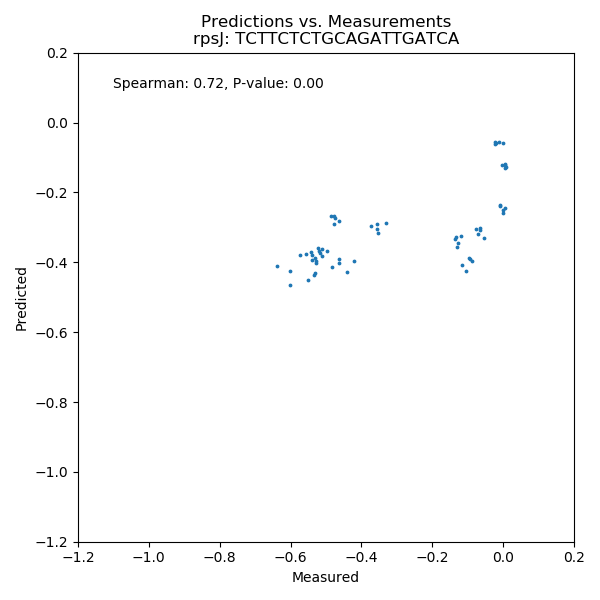 Predictions vs. Measurements
rpsJ: TCTTCTCTGCAGATTGATCA
Spearman: 0.72, P-value: 0.00
0.2
0.0
−0.2
−0.4
−0.6
−0.8
−1.0
−1.2
Predicted
−1.2 −1.0 −0.8 −0.6 −0.4 −0.2 0.0 0.2
Measured